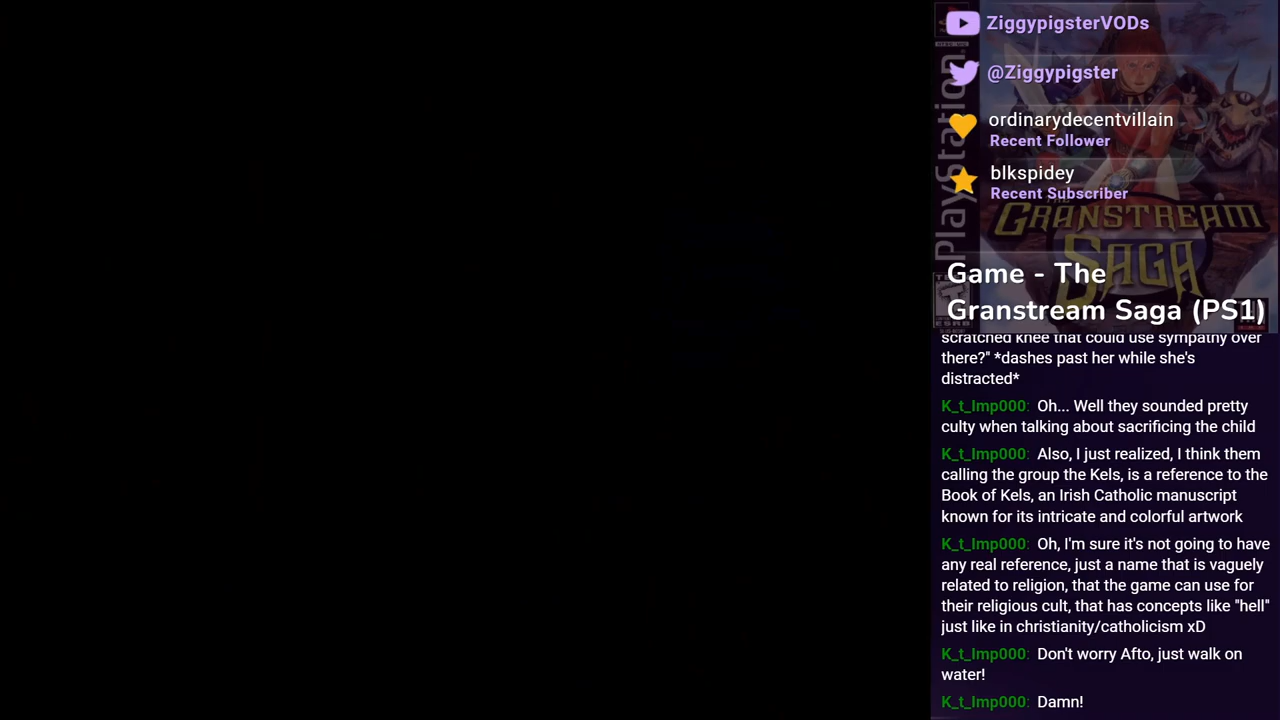 ZiggypigsterVODs
@Ziggypigster
ordinarydecentvillain
Recent Follower
blkspidey
Recent Subscriber
PlayStation
THE
GRANSTREAM
SAGA
Game - The
Granstream Saga (PS1)
scratched knee that could use sympathy over
there?" *dashes past her while she's
distracted*
K_t_Imp000: Oh... Well they sounded pretty
culty when talking about sacrificing the child
K_t_Imp000: Also, I just realized, I think them
calling the group the Kels, is a reference to the
Book of Kels, an Irish Catholic manuscript
known for its intricate and colorful artwork
K_t_Imp000: Oh, I'm sure it's not going to have
any real reference, just a name that is vaguely
related to religion, that the game can use for
their religious cult, that has concepts like "hell"
just like in christianity/catholicism xD
K_t_Imp000: Don't worry Afto, just walk on
water!
K_t_Imp000: Damn!